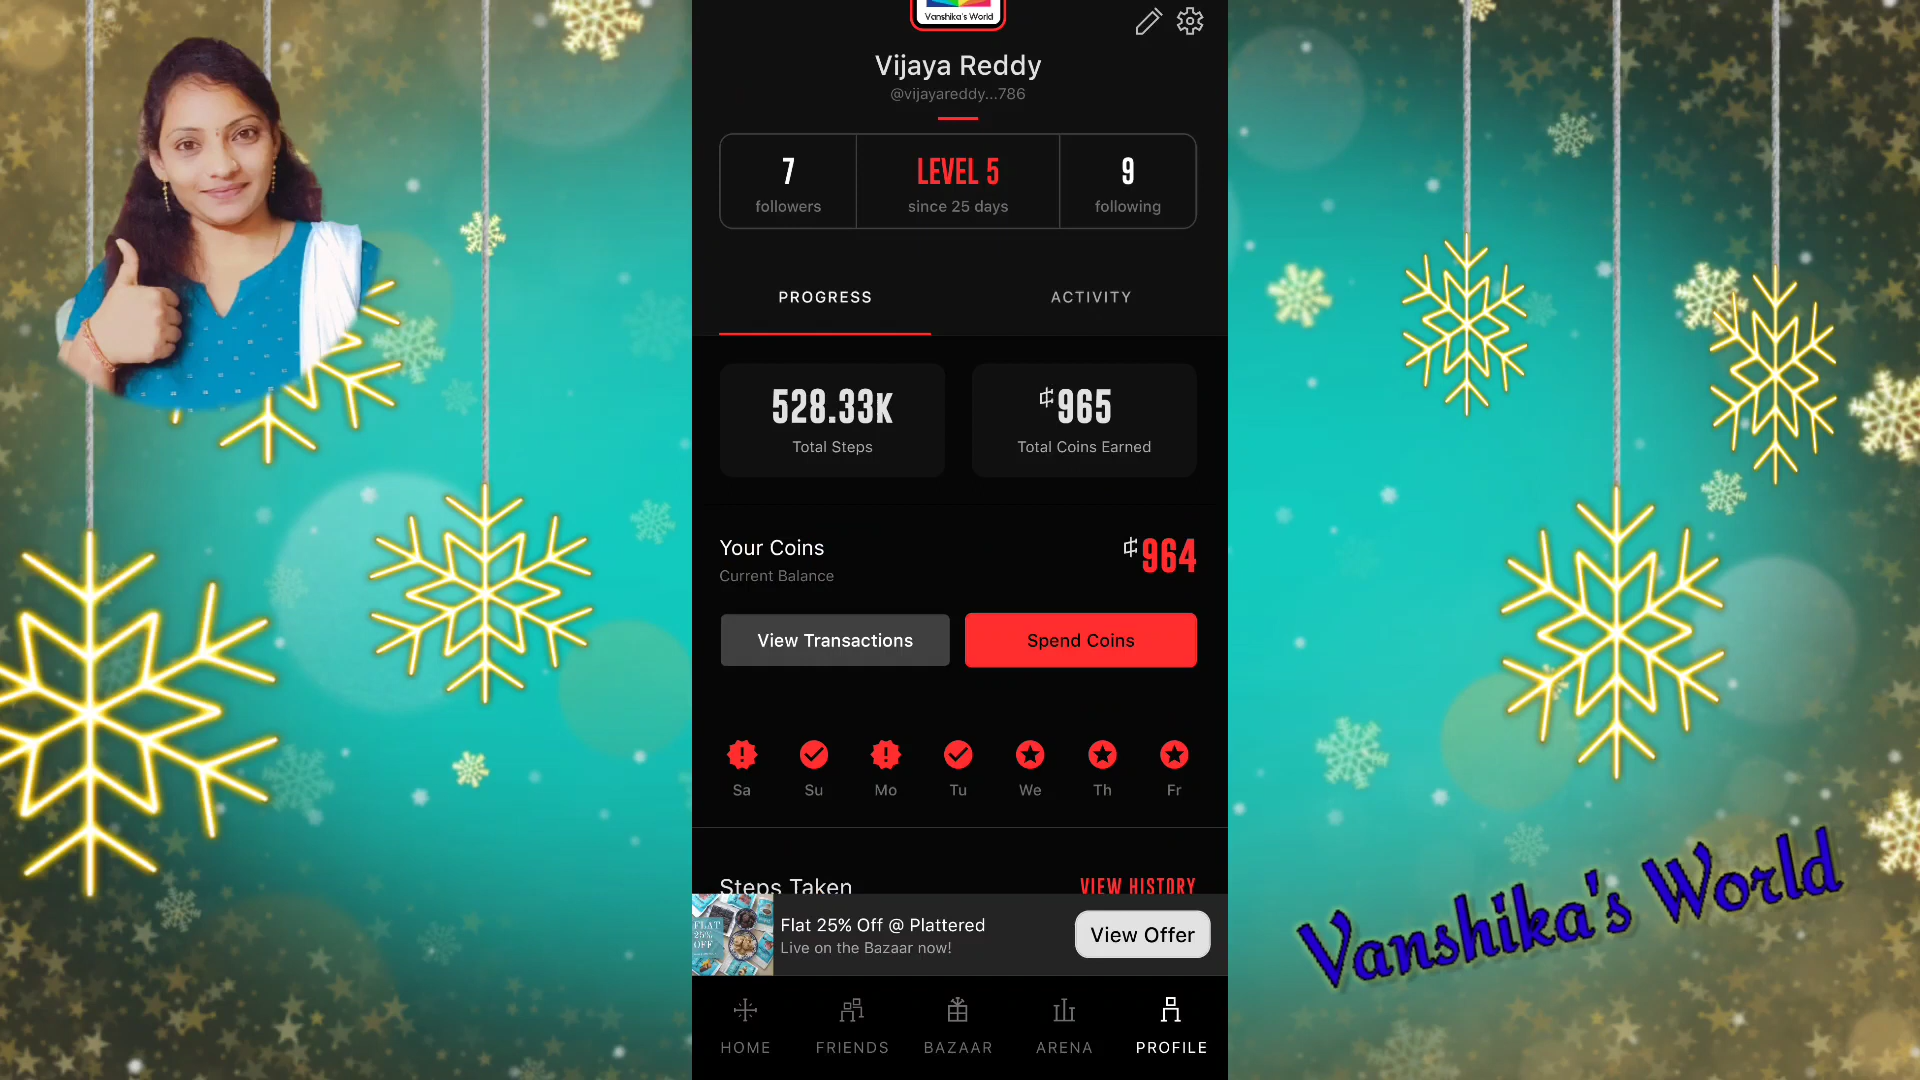 Vanshika's World
Vijaya Reddy
@vijayareddy...786
7
followers
LEVEL 5
since 25 days
9
following
PROGRESS
ACTIVITY
528.33K
Total Steps
₵965
Total Coins Earned
Your Coins
Current Balance
₵964
View Transactions
Spend Coins
Sa
Su
Mo
Tu
We
Th
Fr
Steps Taken
VIEW HISTORY
FLAT
25%
OFF
Flat 25% Off @ Plattered
Live on the Bazaar now!
View Offer
HOME
FRIENDS
BAZAAR
ARENA
PROFILE
Vanshika's World